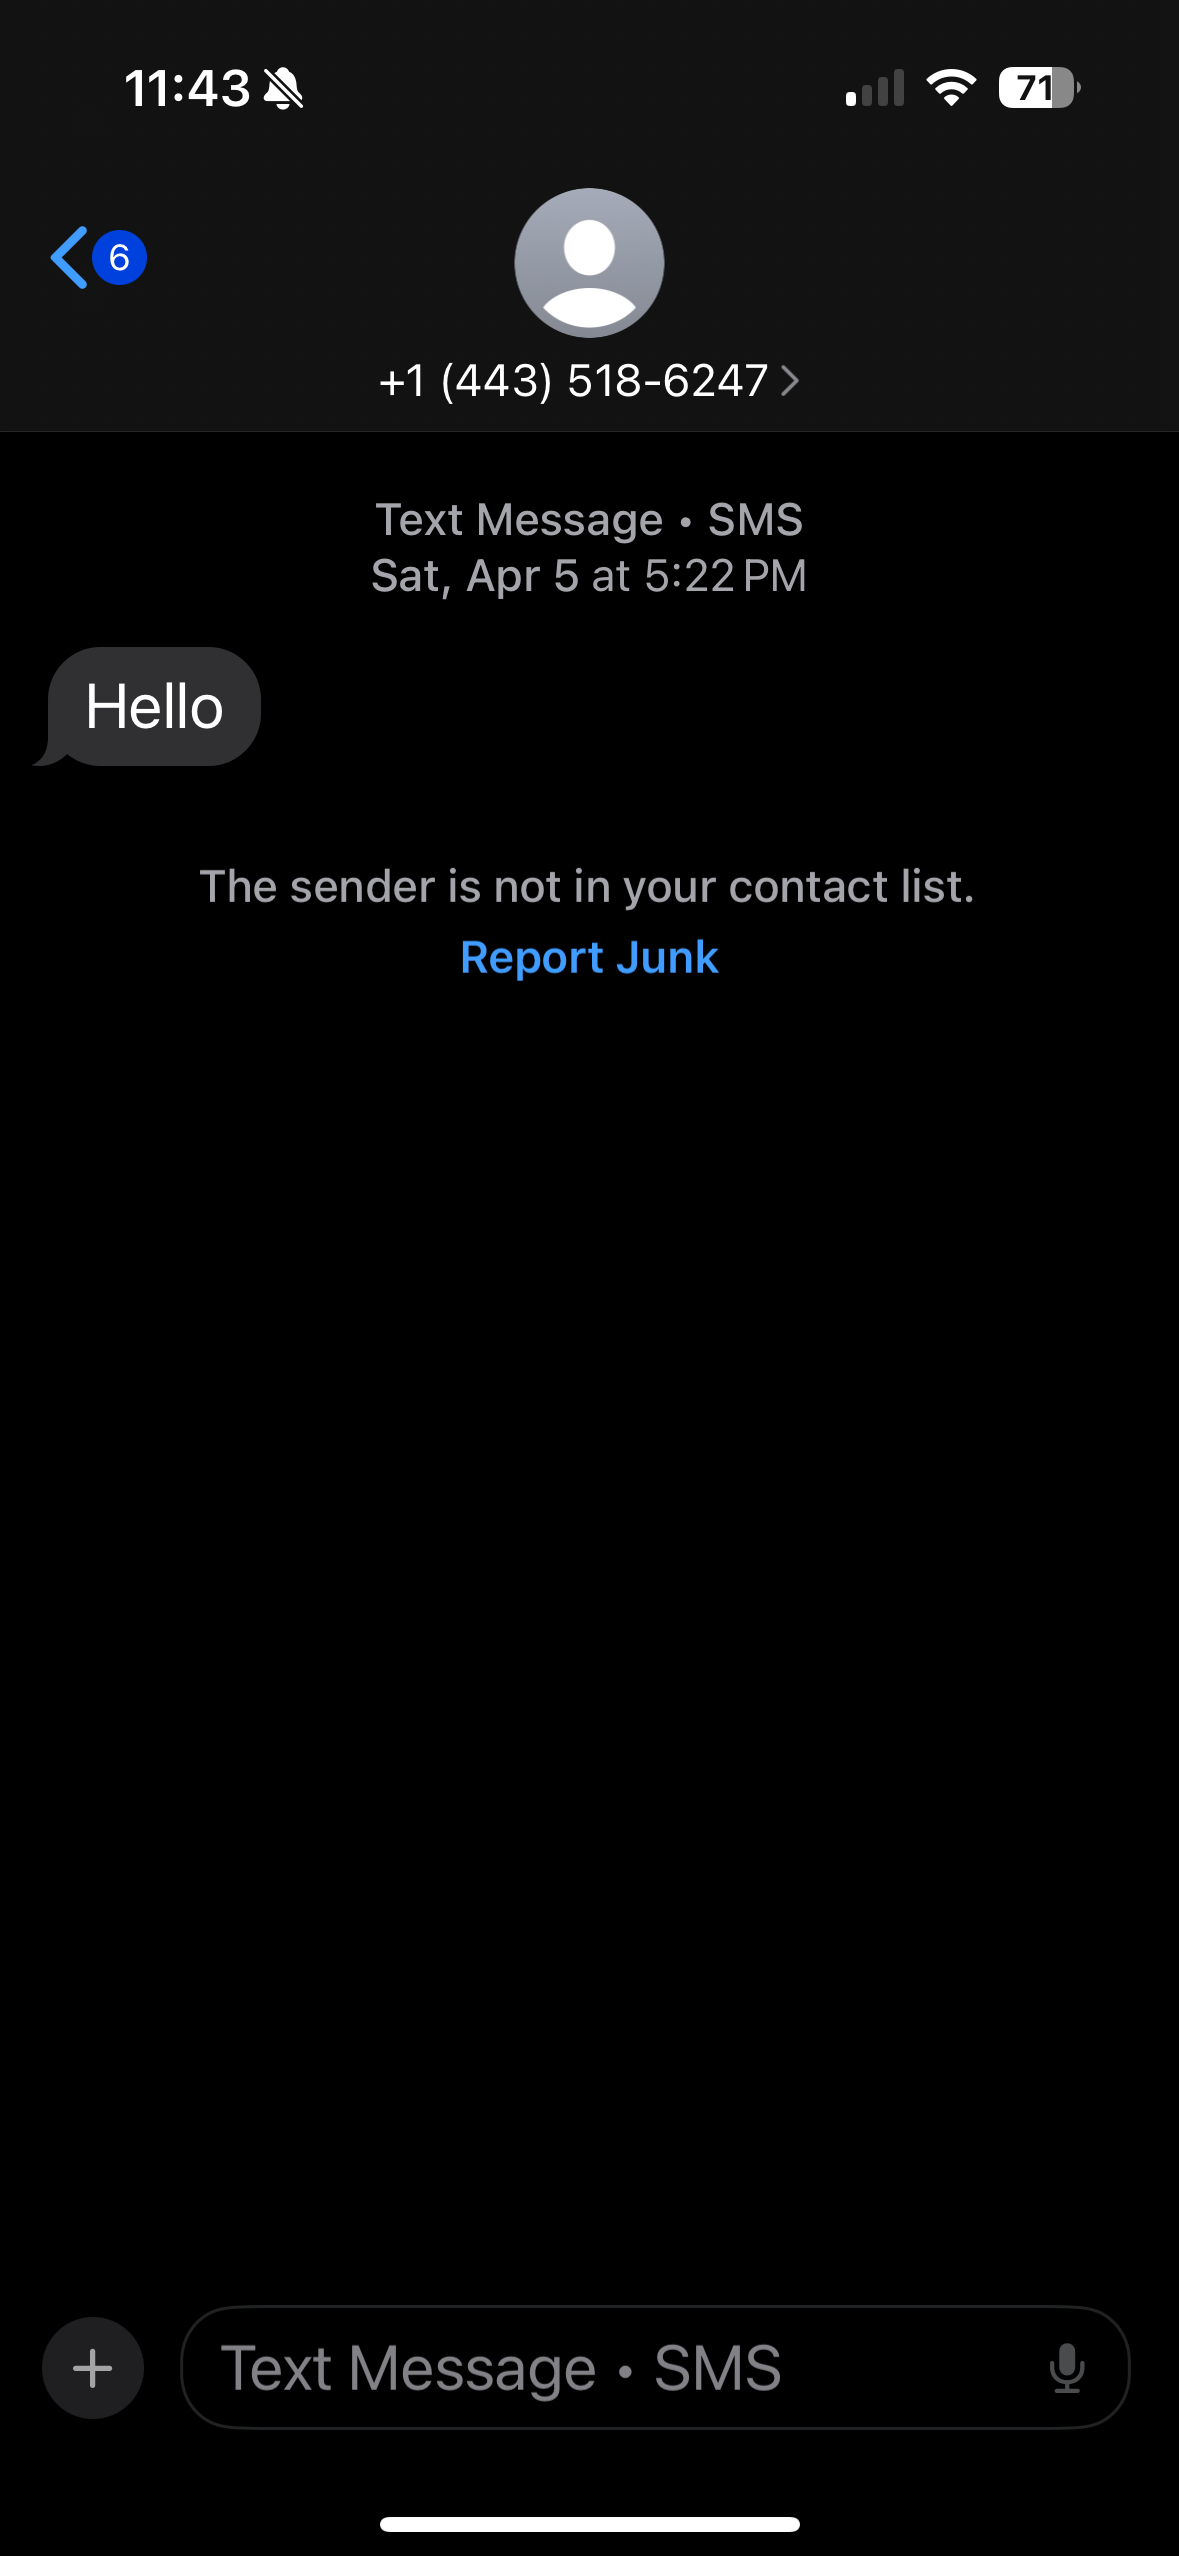 11:43
71
6
+1 (443) 518-6247
Text Message • SMS
Sat, Apr 5 at 5:22 PM
Hello
The sender is not in your contact list.
Report Junk
Text Message • SMS